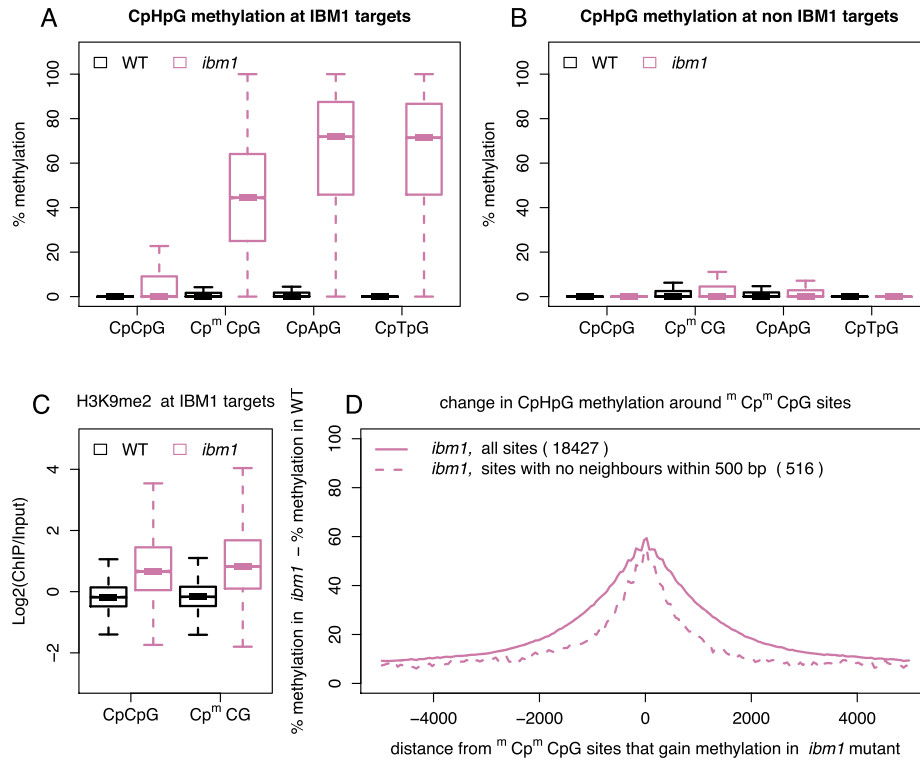 A
CpHpG methylation at IBM1 targets
WT ibm1
% methylation
100
80
60
40
20
0
CpCpG Cpᵐ CpG CpApG CpTpG
B
CpHpG methylation at non IBM1 targets
WT ibm1
% methylation
100
80
60
40
20
0
CpCpG Cpᵐ CG CpApG CpTpG
C
H3K9me2 at IBM1 targets
WT ibm1
Log2(ChIP/Input)
4
2
0
−2
CpCpG Cpᵐ CG
D
change in CpHpG methylation around ᵐ Cpᵐ CpG sites
ibm1, all sites ( 18427 )
ibm1, sites with no neighbours within 500 bp ( 516 )
% methylation in ibm1 − % methylation in WT
100
80
60
40
20
0
−4000 −2000 0 2000 4000
distance from ᵐ Cpᵐ CpG sites that gain methylation in ibm1 mutant